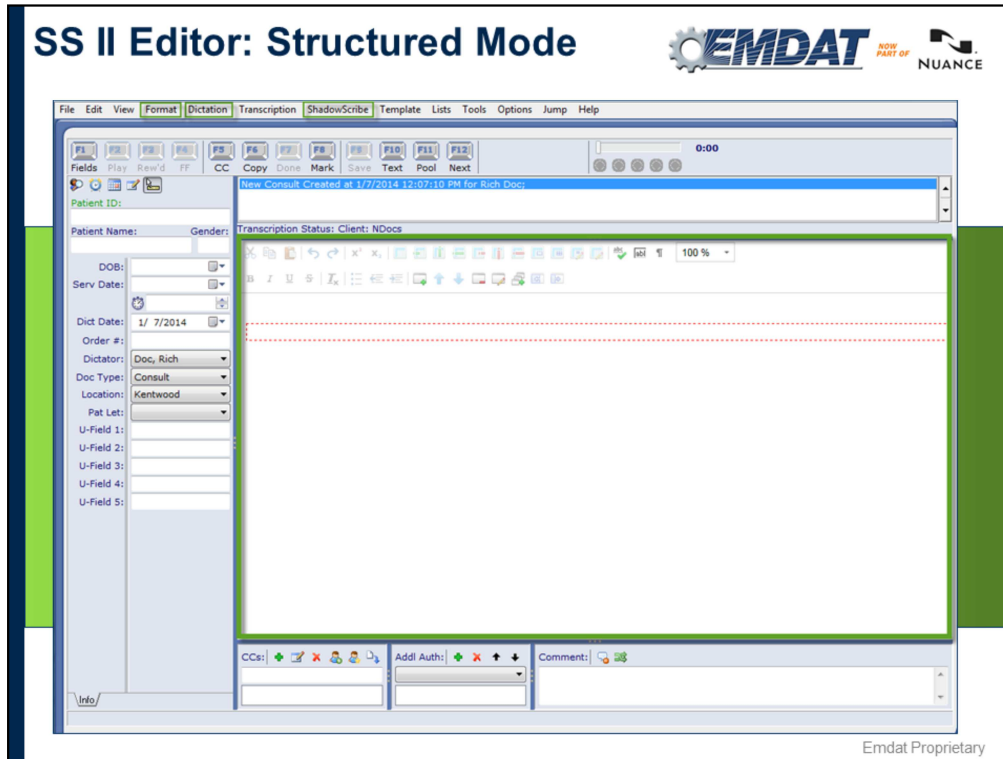 SS II Editor: Structured Mode
EMDAT NOW PART OF NUANCE
File Edit View Format Dictation Transcription ShadowScribe Template Lists Tools Options Jump Help
F1 F2 F3 F4 F5 F6 F7 F8 F9 F10 F11 F12
Fields Play Rew'd FF CC Copy Done Mark Save Text Pool Next
0:00
New Consult Created at 1/7/2014 12:07:10 PM for Rich Doc;
Patient ID:
Patient Name: Gender:
Transcription Status: Client: NDocs
100 %
B I U S Tx
DOB:
Serv Date:
Dict Date: 1/ 7/2014
Order #:
Dictator: Doc, Rich
Doc Type: Consult
Location: Kentwood
Pat Let:
U-Field 1:
U-Field 2:
U-Field 3:
U-Field 4:
U-Field 5:
CCs: Addl Auth: Comment:
Info
Emdat Proprietary